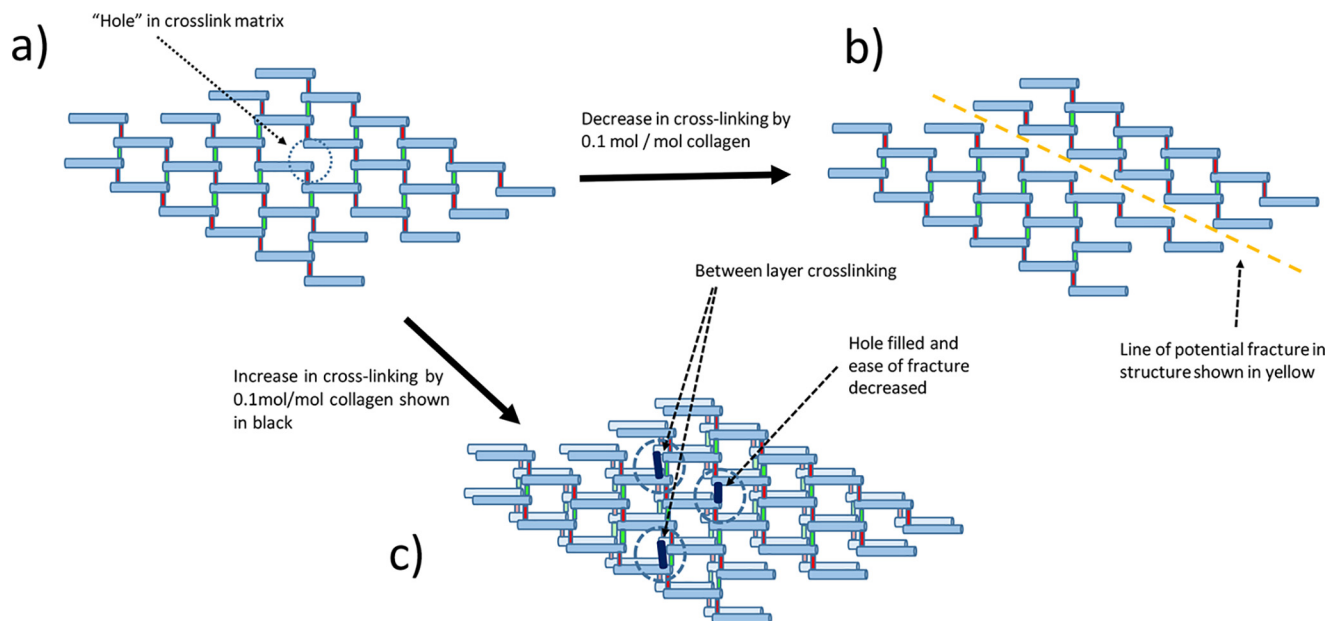 “Hole” in crosslink matrix
a)
b)
Decrease in cross-linking by
0.1 mol / mol collagen
Between layer crosslinking
Hole filled and
ease of fracture
decreased
Line of potential fracture in
structure shown in yellow
Increase in cross-linking by
0.1mol/mol collagen shown
in black
c)